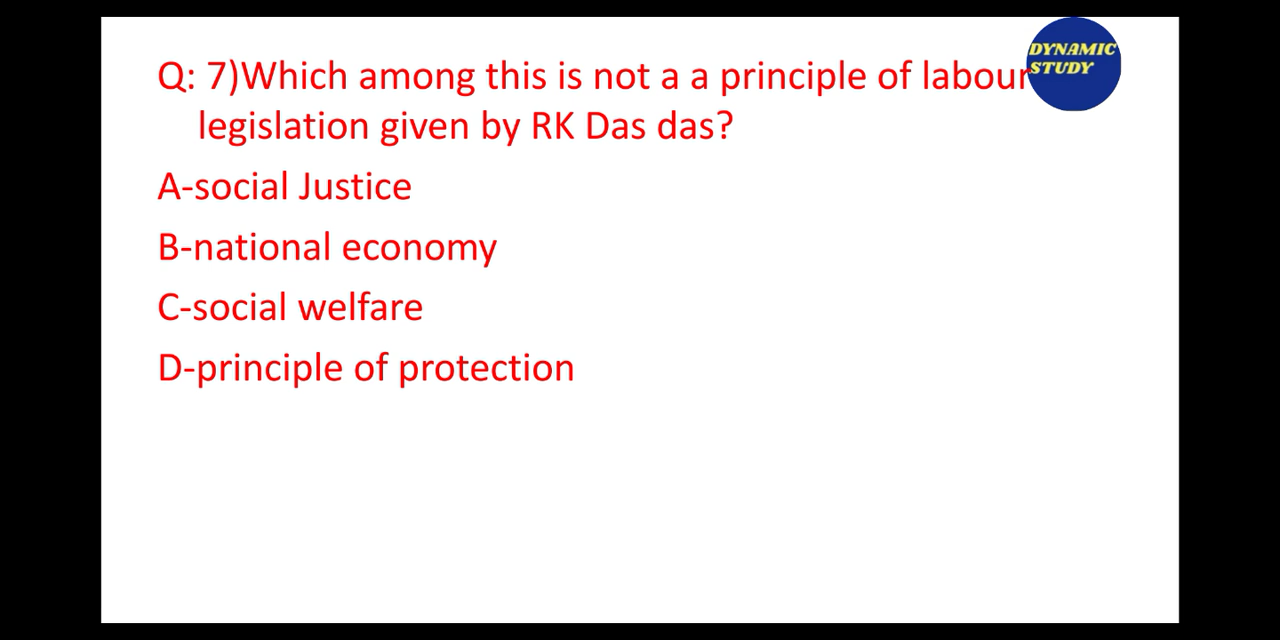 DYNAMIC
STUDY
Q: 7)Which among this is not a a principle of labour
legislation given by RK Das das?
A-social Justice
B-national economy
C-social welfare
D-principle of protection